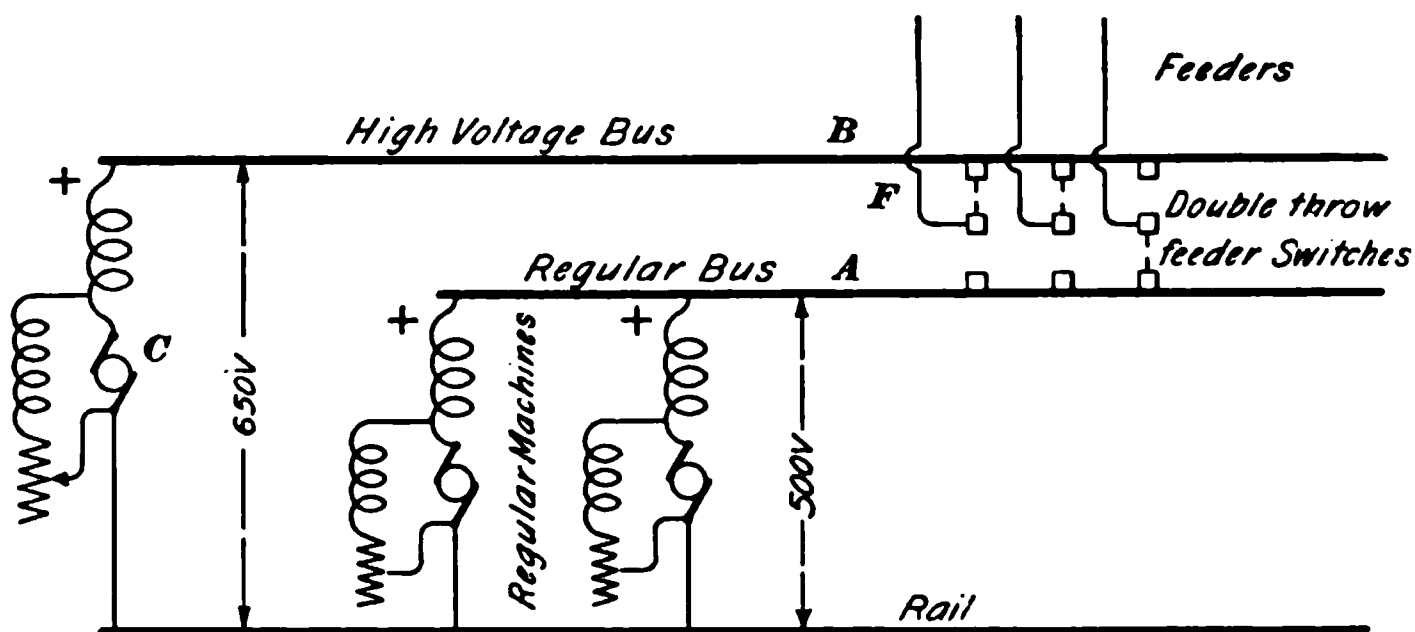 Feeders
High Voltage Bus
B
+
F
Double throw
feeder Switches
Regular Bus
A
+
+
C
650V
Regular Machines
500V
Rail